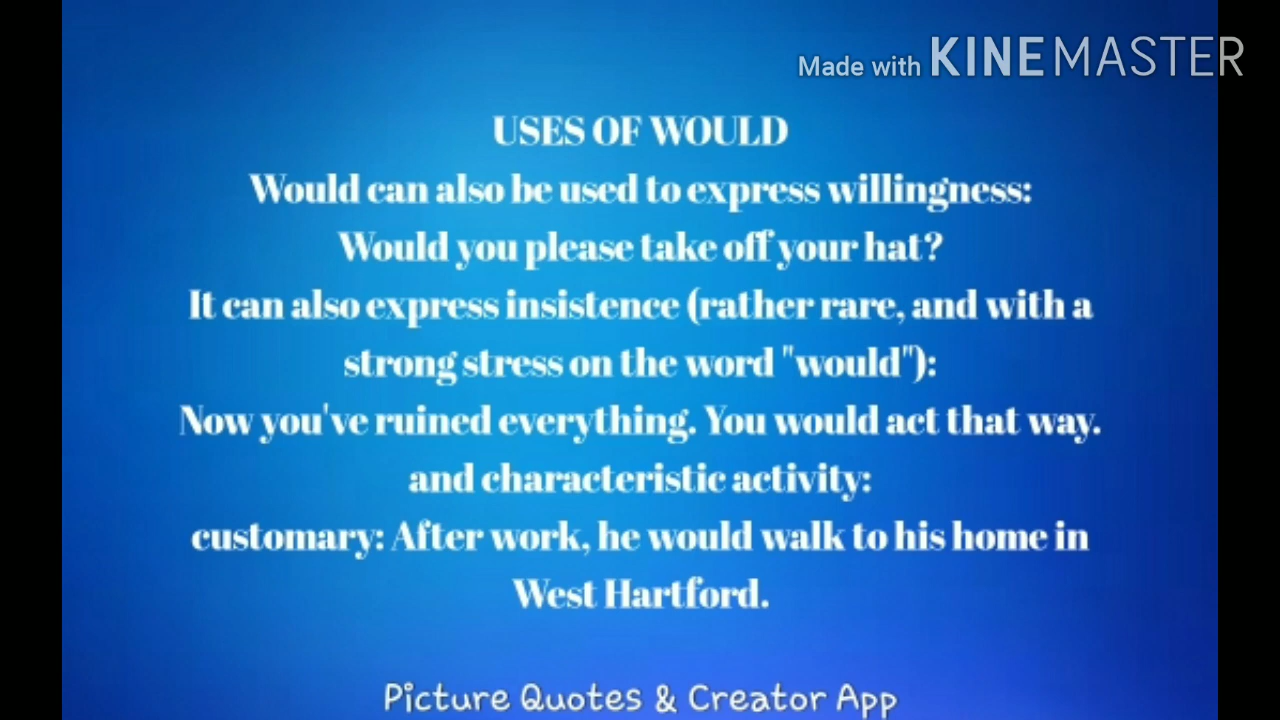 Made with KINEMASTER
USES OF WOULD
Would can also be used to express willingness:
Would you please take off your hat?
It can also express insistence (rather rare, and with a
strong stress on the word "would"):
Now you've ruined everything. You would act that way.
and characteristic activity:
customary: After work, he would walk to his home in
West Hartford.
Picture Quotes & Creator App